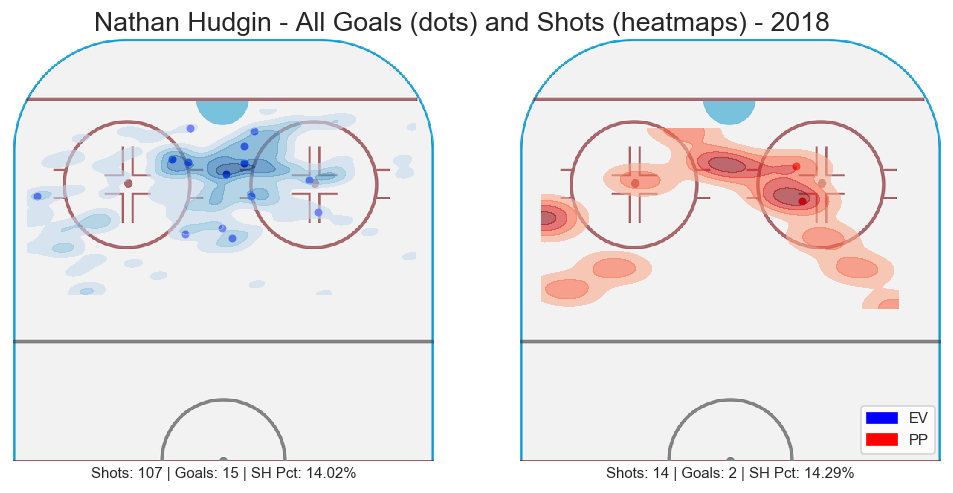 Nathan Hudgin - All Goals (dots) and Shots (heatmaps) - 2018
EV
PP
Shots: 107 | Goals: 15 | SH Pct: 14.02%
Shots: 14 | Goals: 2 | SH Pct: 14.29%